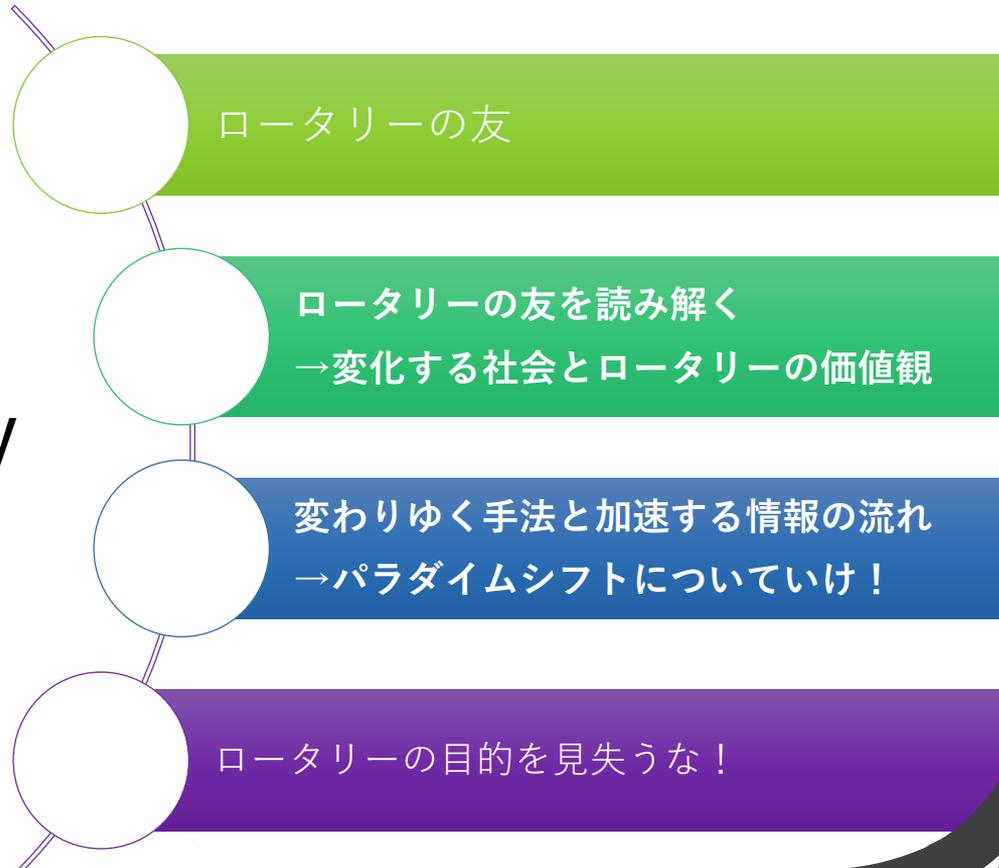 ロータリーの友
ロータリーの友を読み解く
→変化する社会とロータリーの価値観
変わりゆく手法と加速する情報の流れ
→パラダイムシフトについていけ！
ロータリーの目的を見失うな！